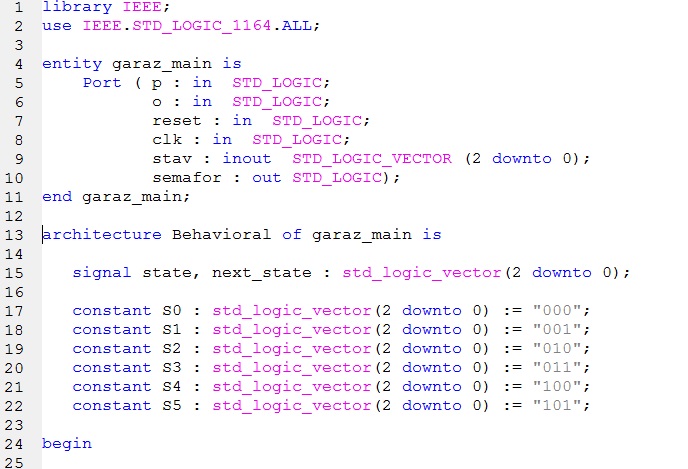 1 library IEEE;
2 use IEEE.STD_LOGIC_1164.ALL;
3
4 entity garaz_main is
5     Port ( p : in  STD_LOGIC;
6            o : in  STD_LOGIC;
7            reset : in  STD_LOGIC;
8            clk : in  STD_LOGIC;
9            stav : inout  STD_LOGIC_VECTOR (2 downto 0);
10            semafor : out STD_LOGIC);
11 end garaz_main;
12
13 architecture Behavioral of garaz_main is
14
15    signal state, next_state : std_logic_vector(2 downto 0);
16
17    constant S0 : std_logic_vector(2 downto 0) := "000";
18    constant S1 : std_logic_vector(2 downto 0) := "001";
19    constant S2 : std_logic_vector(2 downto 0) := "010";
20    constant S3 : std_logic_vector(2 downto 0) := "011";
21    constant S4 : std_logic_vector(2 downto 0) := "100";
22    constant S5 : std_logic_vector(2 downto 0) := "101";
23
24 begin
25